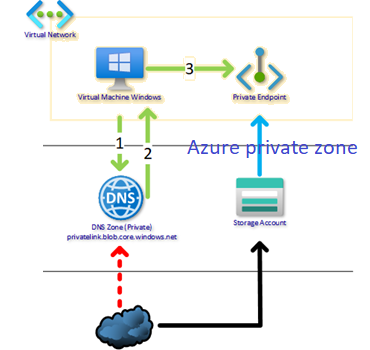 Virtual Network
3
Virtual Machine Windows
Private Endpoint
1
2
Azure private zone
DNS
DNS Zone (Private)
privatelink.blob.core.windows.net
Storage Account